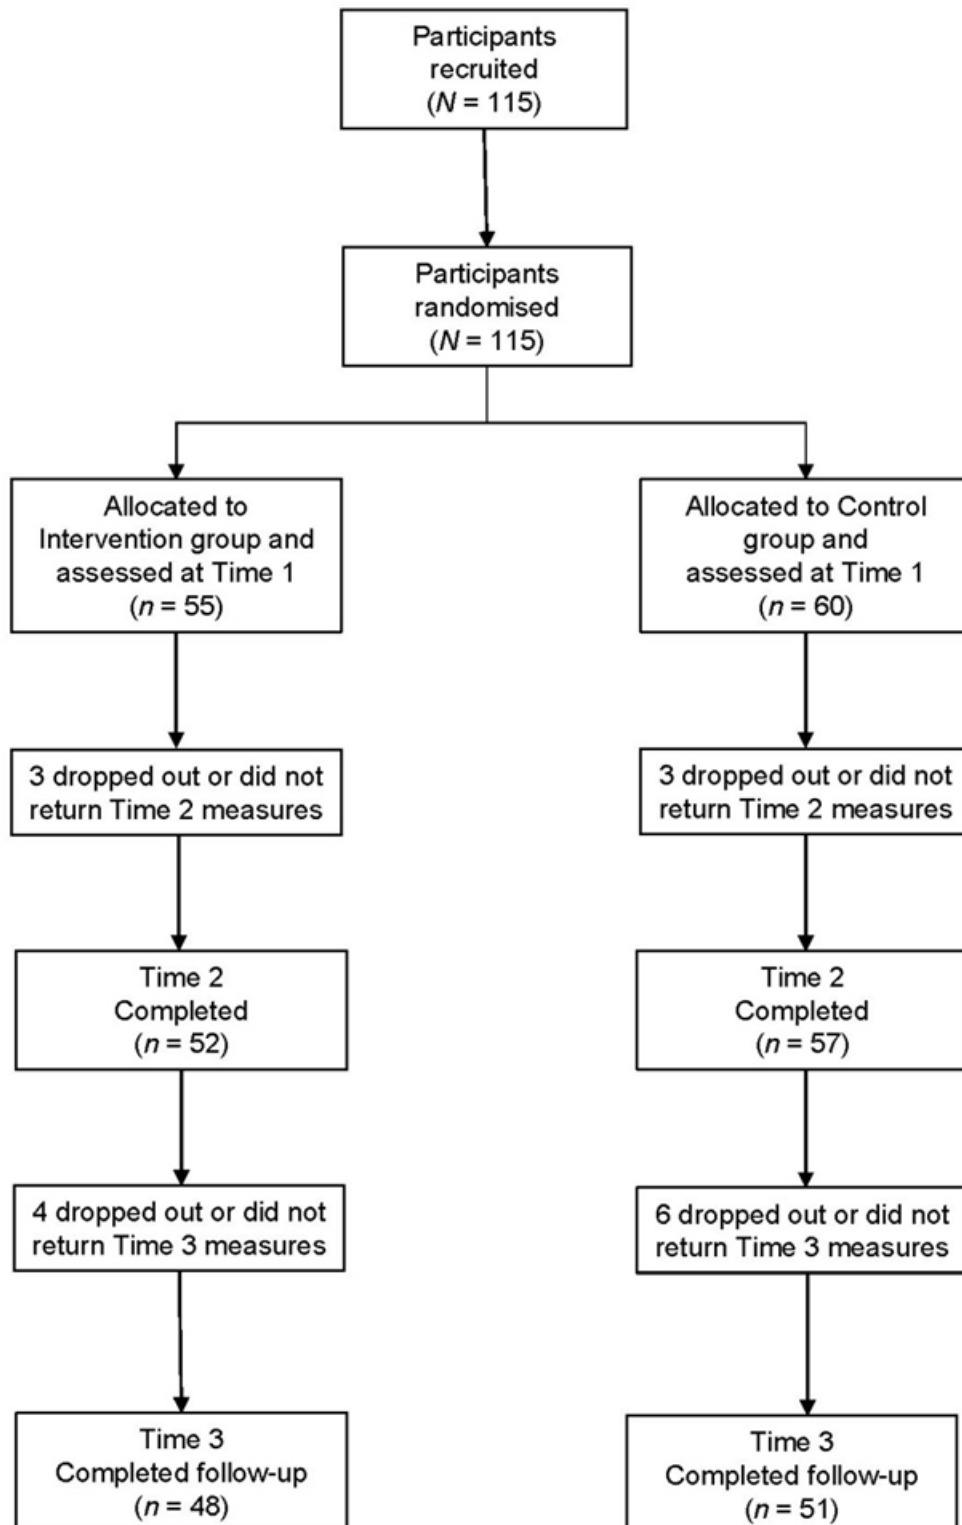 Participants
recruited
(N = 115)
Participants
randomised
(N = 115)
Allocated to
Intervention group and
assessed at Time 1
(n = 55)
Allocated to Control
group and
assessed at Time 1
(n = 60)
3 dropped out or did not
return Time 2 measures
3 dropped out or did not
return Time 2 measures
Time 2
Completed
(n = 52)
Time 2
Completed
(n = 57)
4 dropped out or did not
return Time 3 measures
6 dropped out or did not
return Time 3 measures
Time 3
Completed follow-up
(n = 48)
Time 3
Completed follow-up
(n = 51)